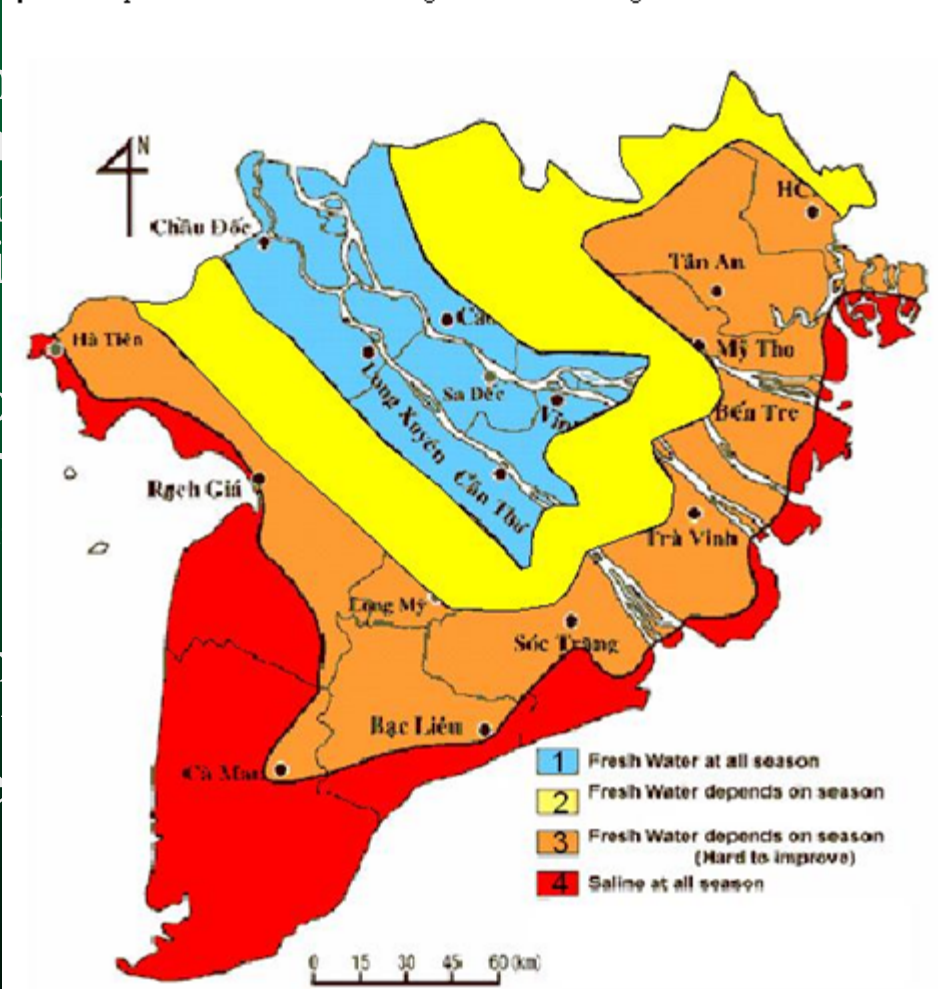 N
Châu Đốc
HC
Tân An
Hà Tiên
Cao
Mỹ Tho
Sa Đéc
Vĩn
Bến Tre
Long Xuyên
Cần Thơ
Rạch Giá
Trà Vinh
Long Mỹ
Sóc Trăng
Bạc Liêu
Cà Mau
1 Fresh Water at all season
2 Fresh Water depends on season
3 Fresh Water depends on season
(Hard to improve)
4 Saline at all season
0 15 30 45 60 (km)